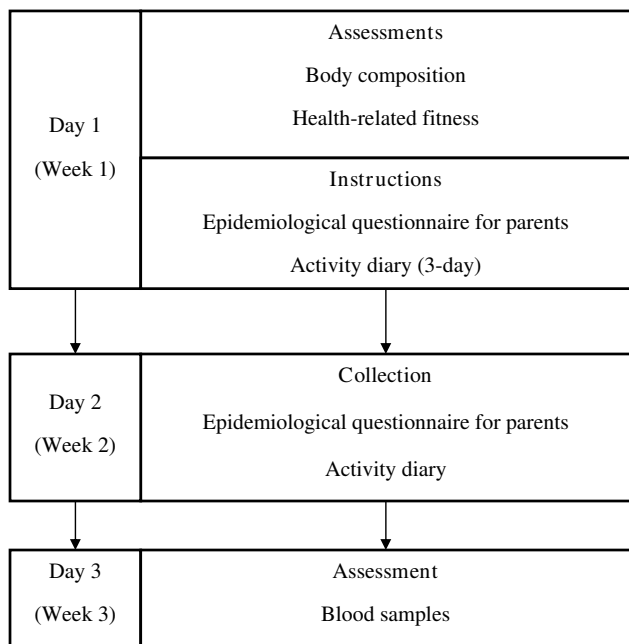 Day 1
(Week 1)
Assessments
Body composition
Health-related fitness
Instructions
Epidemiological questionnaire for parents
Activity diary (3-day)
Day 2
(Week 2)
Collection
Epidemiological questionnaire for parents
Activity diary
Day 3
(Week 3)
Assessment
Blood samples